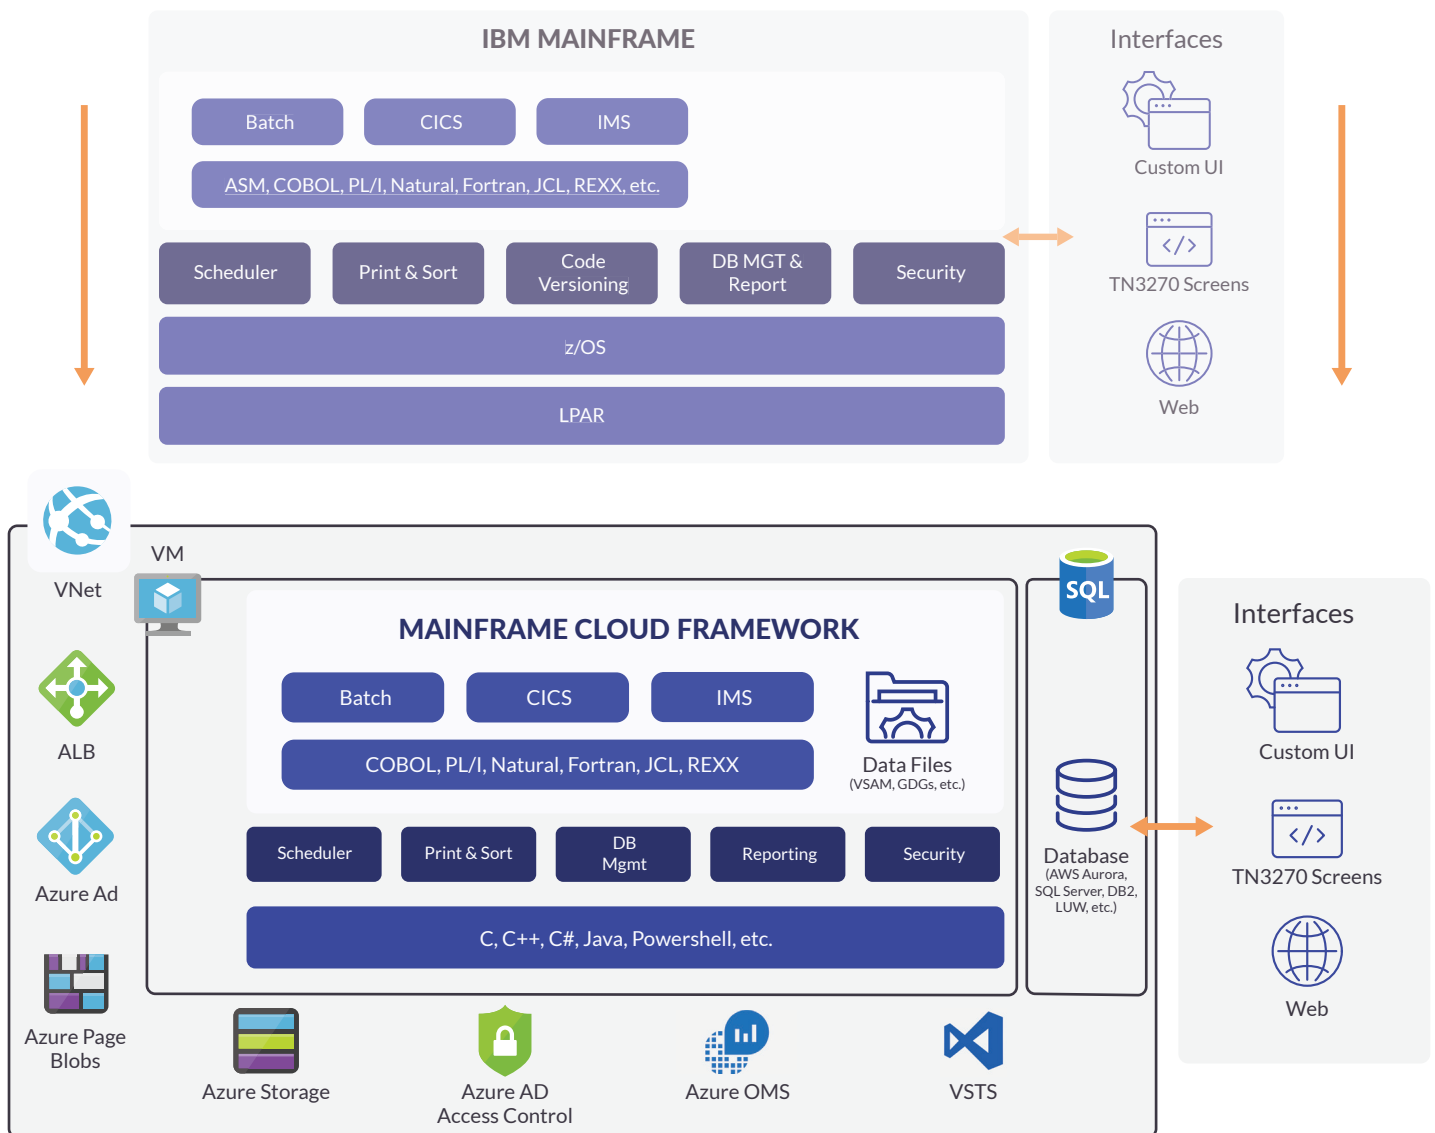 IBM MAINFRAME
Batch
CICS
IMS
ASM, COBOL, PL/I, Natural, Fortran, JCL, REXX, etc.
Scheduler
Print & Sort
Code
Versioning
DB MGT &
Report
Security
z/OS
LPAR
Interfaces
Custom UI
TN3270 Screens
Web
VNet
ALB
Azure Ad
Azure Page
Blobs
VM
MAINFRAME CLOUD FRAMEWORK
Batch
CICS
IMS
COBOL, PL/I, Natural, Fortran, JCL, REXX
Data Files
(VSAM, GDGs, etc.)
Scheduler
Print & Sort
DB
Mgmt
Reporting
Security
C, C++, C#, Java, Powershell, etc.
SQL
Database
(AWS Aurora,
SQL Server, DB2,
LUW, etc.)
Azure Storage
Azure AD
Access Control
Azure OMS
VSTS
Interfaces
Custom UI
TN3270 Screens
Web